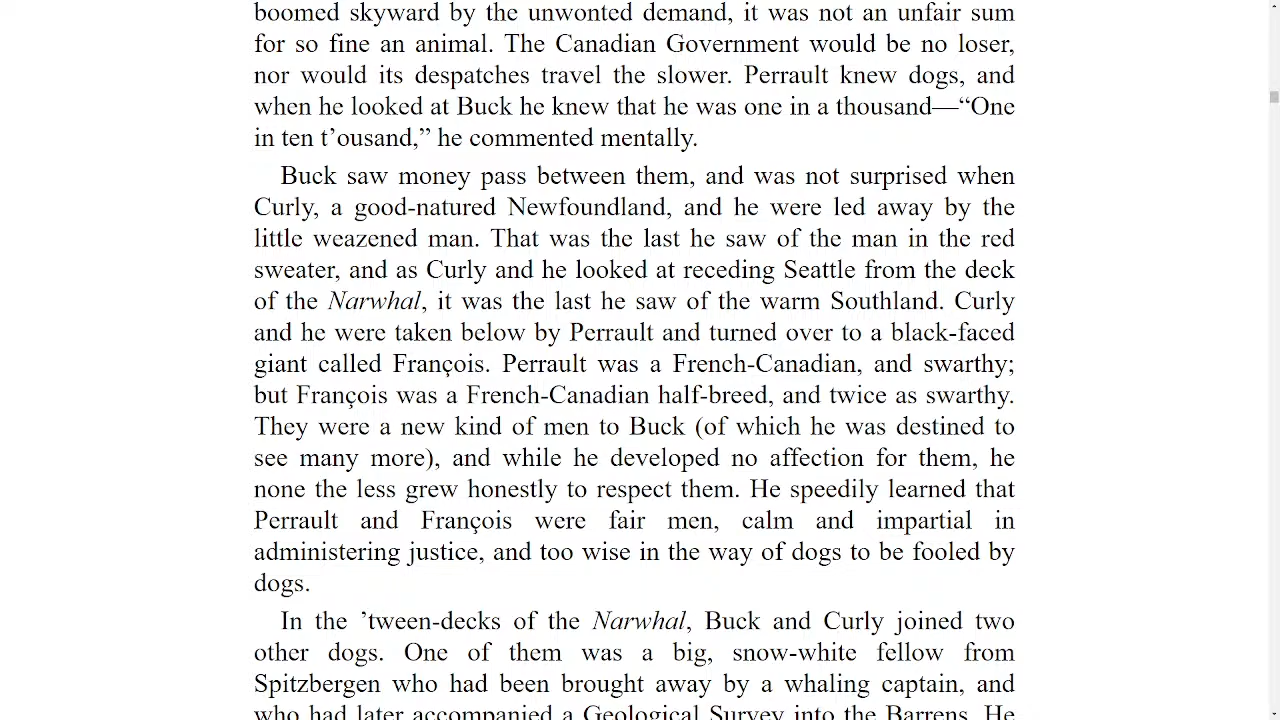 boomed skyward by the unwonted demand, it was not an unfair sum
for so fine an animal. The Canadian Government would be no loser,
nor would its despatches travel the slower. Perrault knew dogs, and
when he looked at Buck he knew that he was one in a thousand—“One
in ten t’ousand,” he commented mentally.
Buck saw money pass between them, and was not surprised when
Curly, a good-natured Newfoundland, and he were led away by the
little weazened man. That was the last he saw of the man in the red
sweater, and as Curly and he looked at receding Seattle from the deck
of the Narwhal, it was the last he saw of the warm Southland. Curly
and he were taken below by Perrault and turned over to a black-faced
giant called François. Perrault was a French-Canadian, and swarthy;
but François was a French-Canadian half-breed, and twice as swarthy.
They were a new kind of men to Buck (of which he was destined to
see many more), and while he developed no affection for them, he
none the less grew honestly to respect them. He speedily learned that
Perrault and François were fair men, calm and impartial in
administering justice, and too wise in the way of dogs to be fooled by
dogs.
In the ’tween-decks of the Narwhal, Buck and Curly joined two
other dogs. One of them was a big, snow-white fellow from
Spitzbergen who had been brought away by a whaling captain, and
who had later accompanied a Geological Survey into the Barrens. He